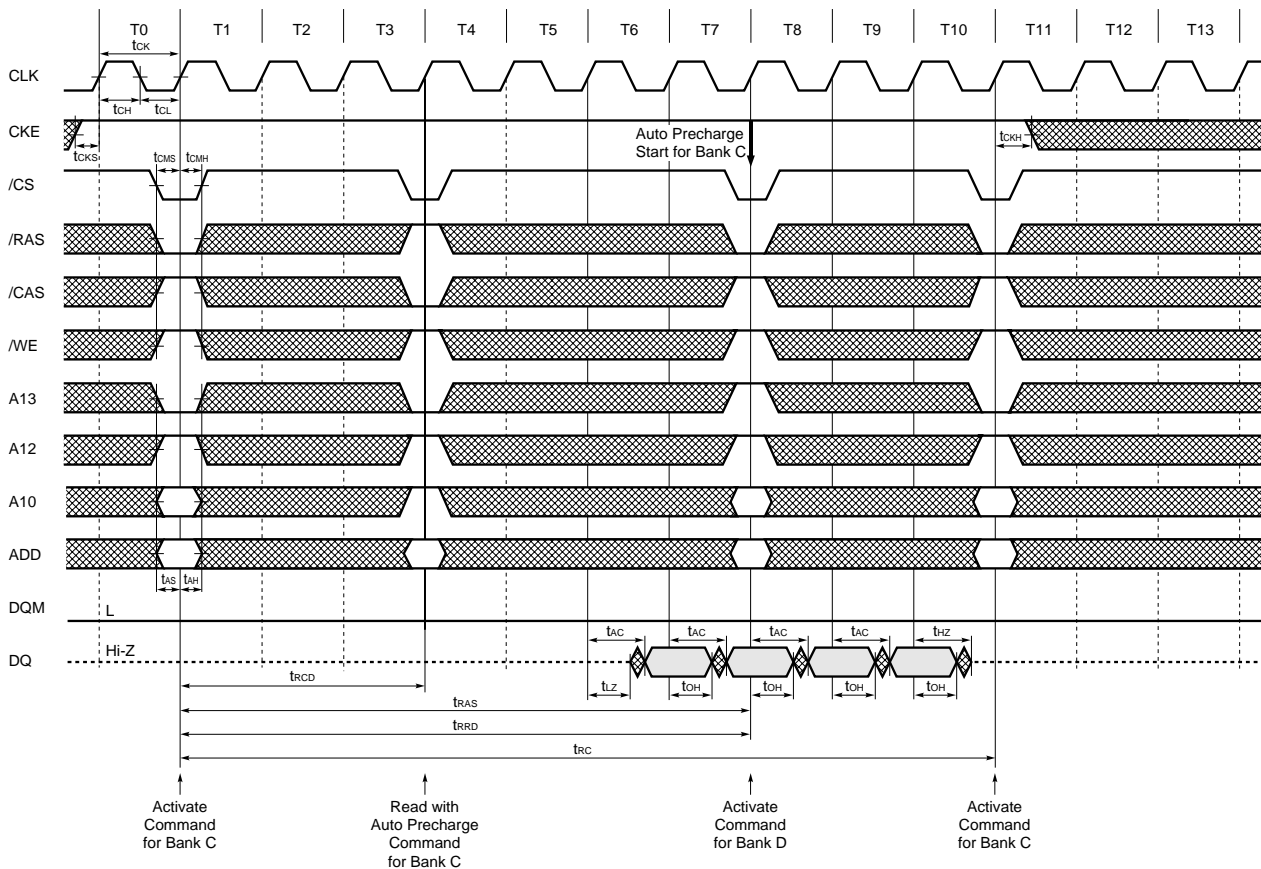 T0 T1 T2 T3 T4 T5 T6 T7 T8 T9 T10 T11 T12 T13
tCK
CLK
tCH tCL
CKE
Auto Precharge
Start for Bank C
tCKH
tCKS
tCMS tCMH
/CS
/RAS
/CAS
/WE
A13
A12
A10
ADD
tAS tAH
DQM L
tAC tAC tAC tAC tHZ
DQ Hi-Z
tRCD
tLZ tOH tOH tOH tOH
tRAS
tRRD
tRC
Activate
Command
for Bank C
Read with
Auto Precharge
Command
for Bank C
Activate
Command
for Bank D
Activate
Command
for Bank C